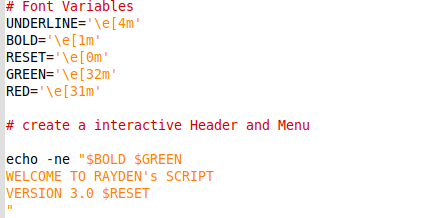 # Font Variables
UNDERLINE='\e[4m'
BOLD='\e[1m'
RESET='\e[0m'
GREEN='\e[32m'
RED='\e[31m'
# create a interactive Header and Menu
echo -ne "$BOLD $GREEN
WELCOME TO RAYDEN's SCRIPT
VERSION 3.0 $RESET
"